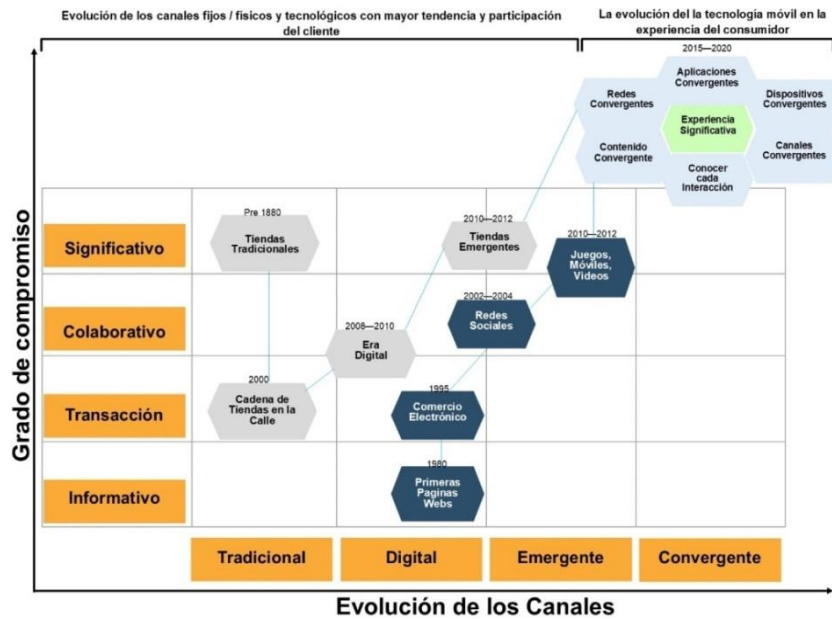 Evolución de los canales fijos / físicos y tecnológicos con mayor tendencia y participación
del cliente
La evolución del la tecnología móvil en la
experiencia del consumidor
2015—2020
Aplicaciones
Convergentes
Redes
Convergentes
Dispositivos
Convergentes
Experiencia
Significativa
Contenido
Convergente
Canales
Convergentes
Conocer
cada
Interacción
Grado de compromiso
Significativo
Pre 1880
Tiendas
Tradicionales
2010—2012
Tiendas
Emergentes
2010—2012
Juegos,
Móviles,
Videos
Colaborativo
2008—2010
Era
Digital
2002—2004
Redes
Sociales
Transacción
2000
Cadena de
Tiendas en la
Calle
1995
Comercio
Electrónico
Informativo
1980
Primeras
Paginas
Webs
Tradicional
Digital
Emergente
Convergente
Evolución de los Canales